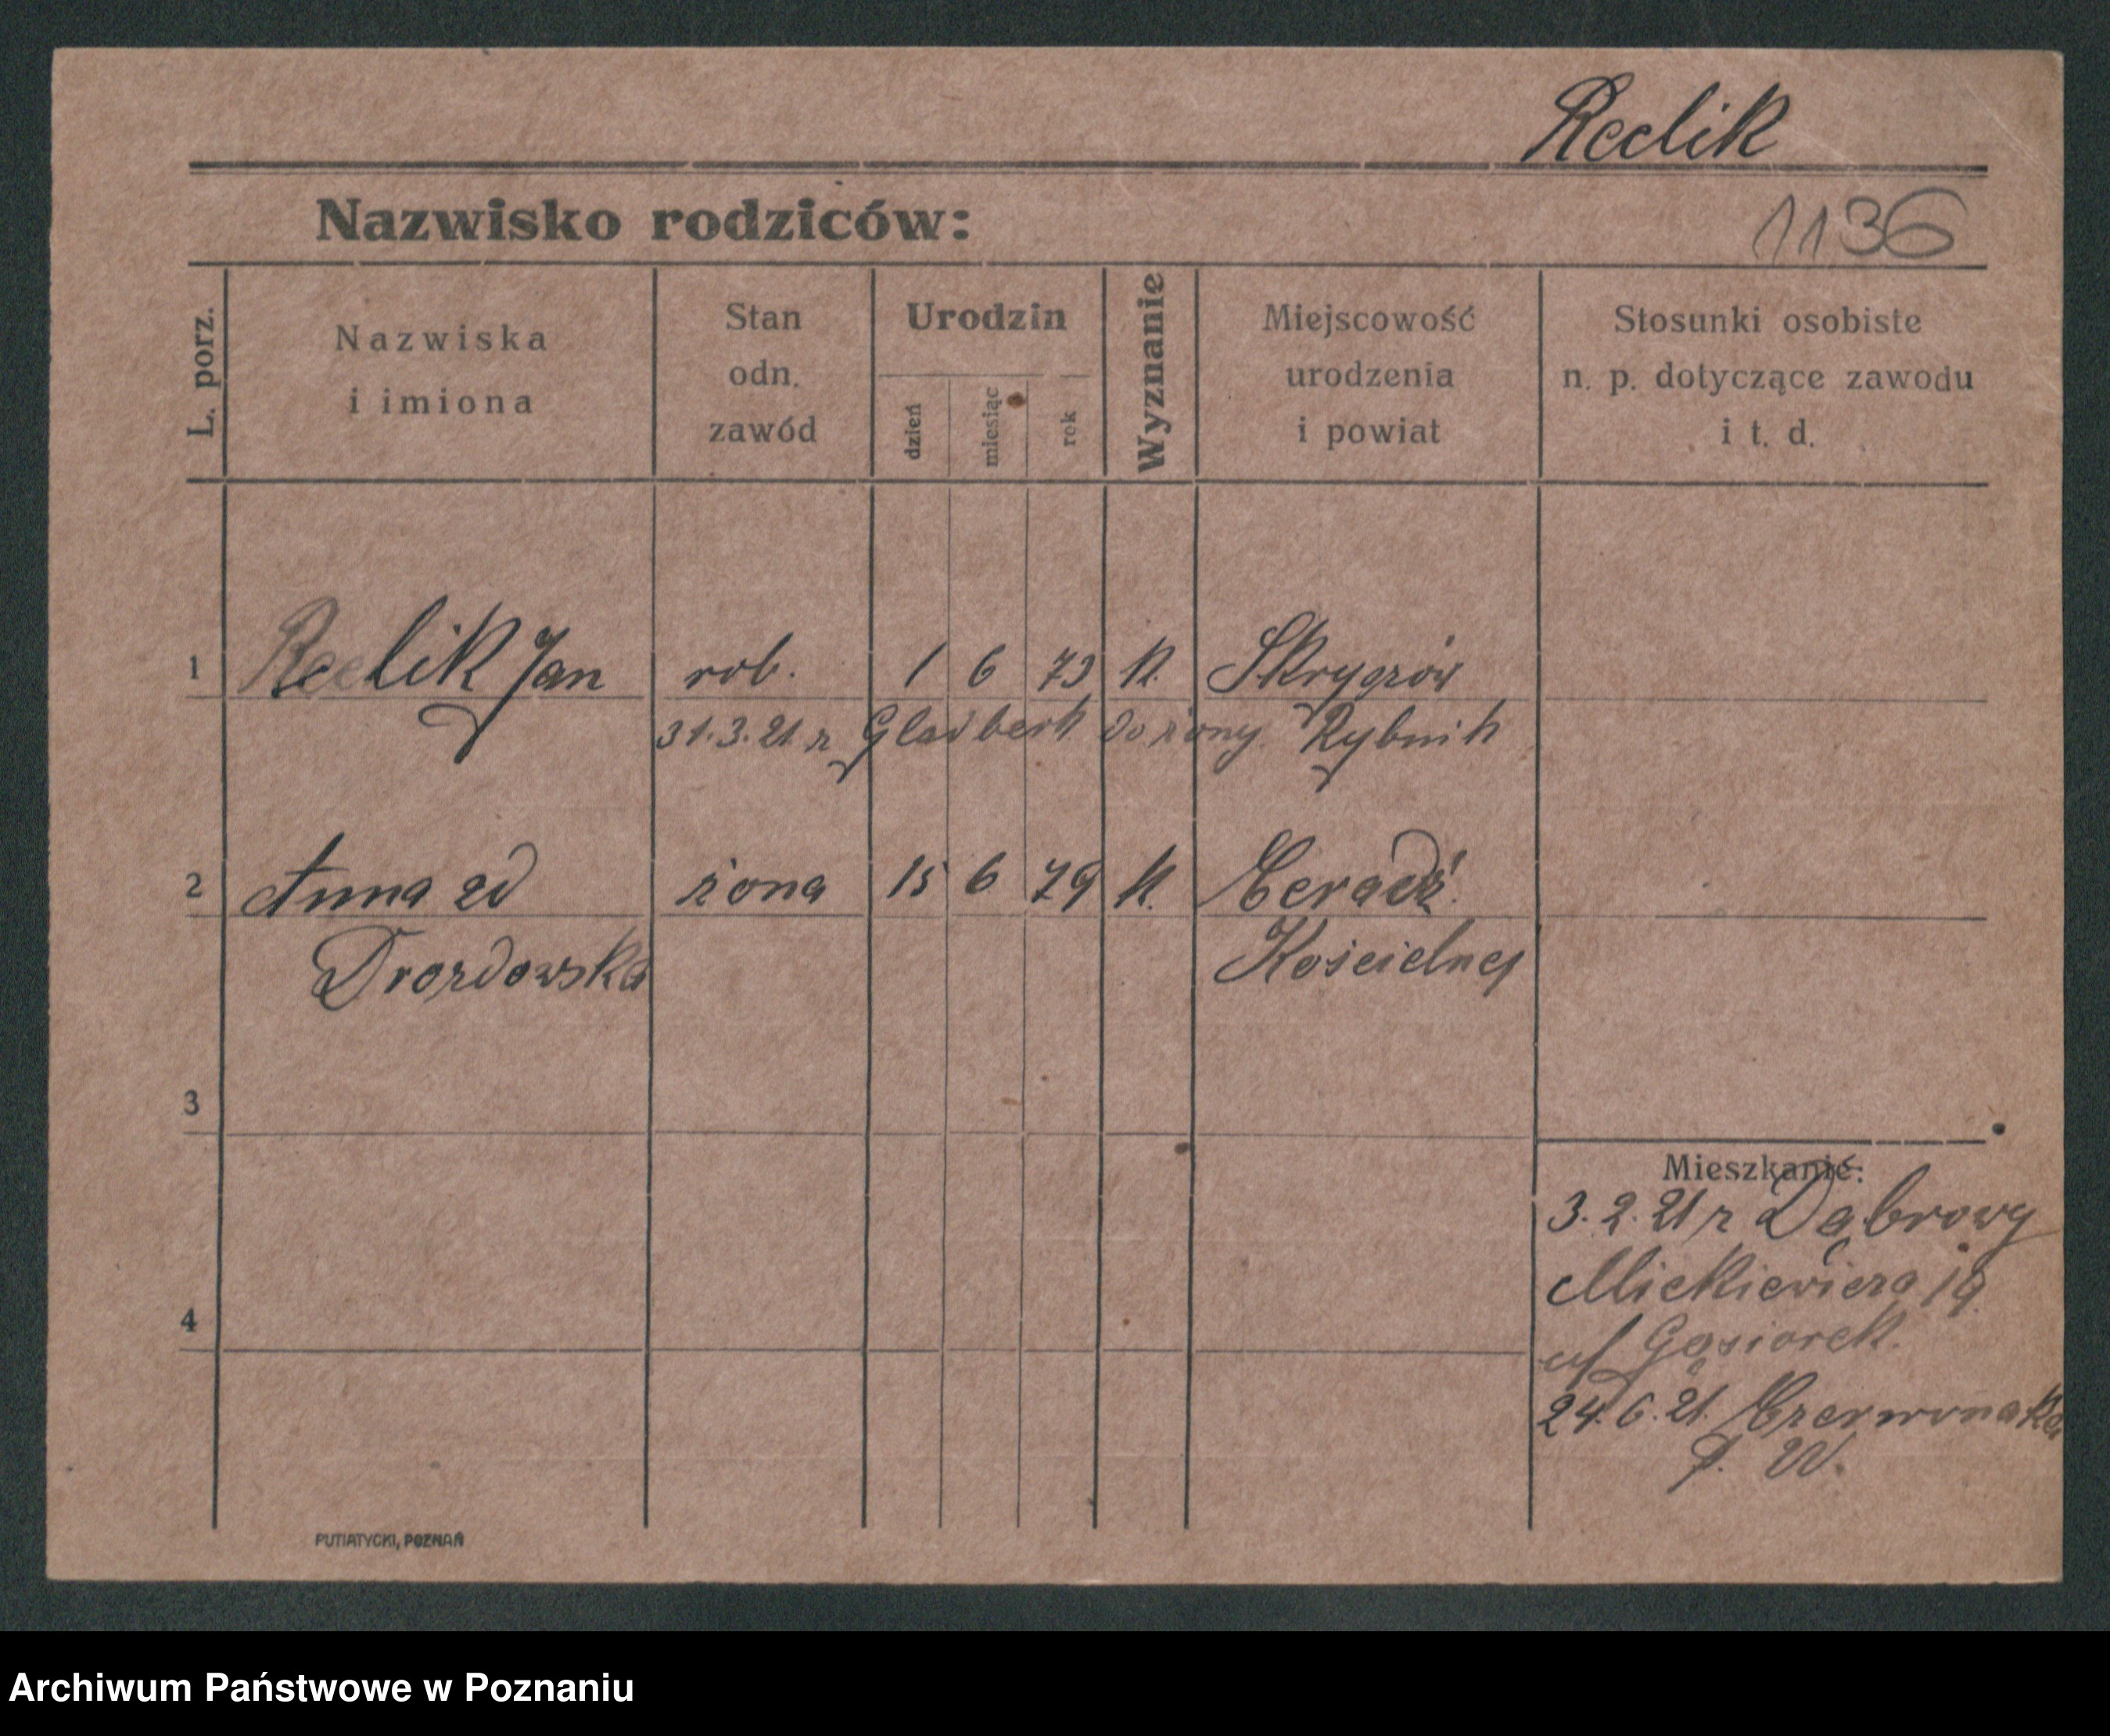 Reclik
Nazwisko rodziców:
1136
L. porz.
Nazwiska
i imiona
Stan
odn.
zawód
Urodzin
dzień
miesiąc
rok
Wyznanie
Miejscowość
urodzenia
i powiat
Stosunki osobiste
n. p. dotyczące zawodu
i t. d.
1 Reclik Jan rob. 1 6 73 K.
31.3.21 z Gladbeck do żony Rybnik
2 Anna zd żona 15 6 79 K. Ceradź
Drozdowska Kościelnej
3
Mieszkanie:
3.2.21 z Dąbrowy
Mickiewicza 19
4
u/ Gąsiorek.
24.6.21. Czerwonaka
p. W.
PUTIATYCKI, POZNAŃ
Archiwum Państwowe w Poznaniu